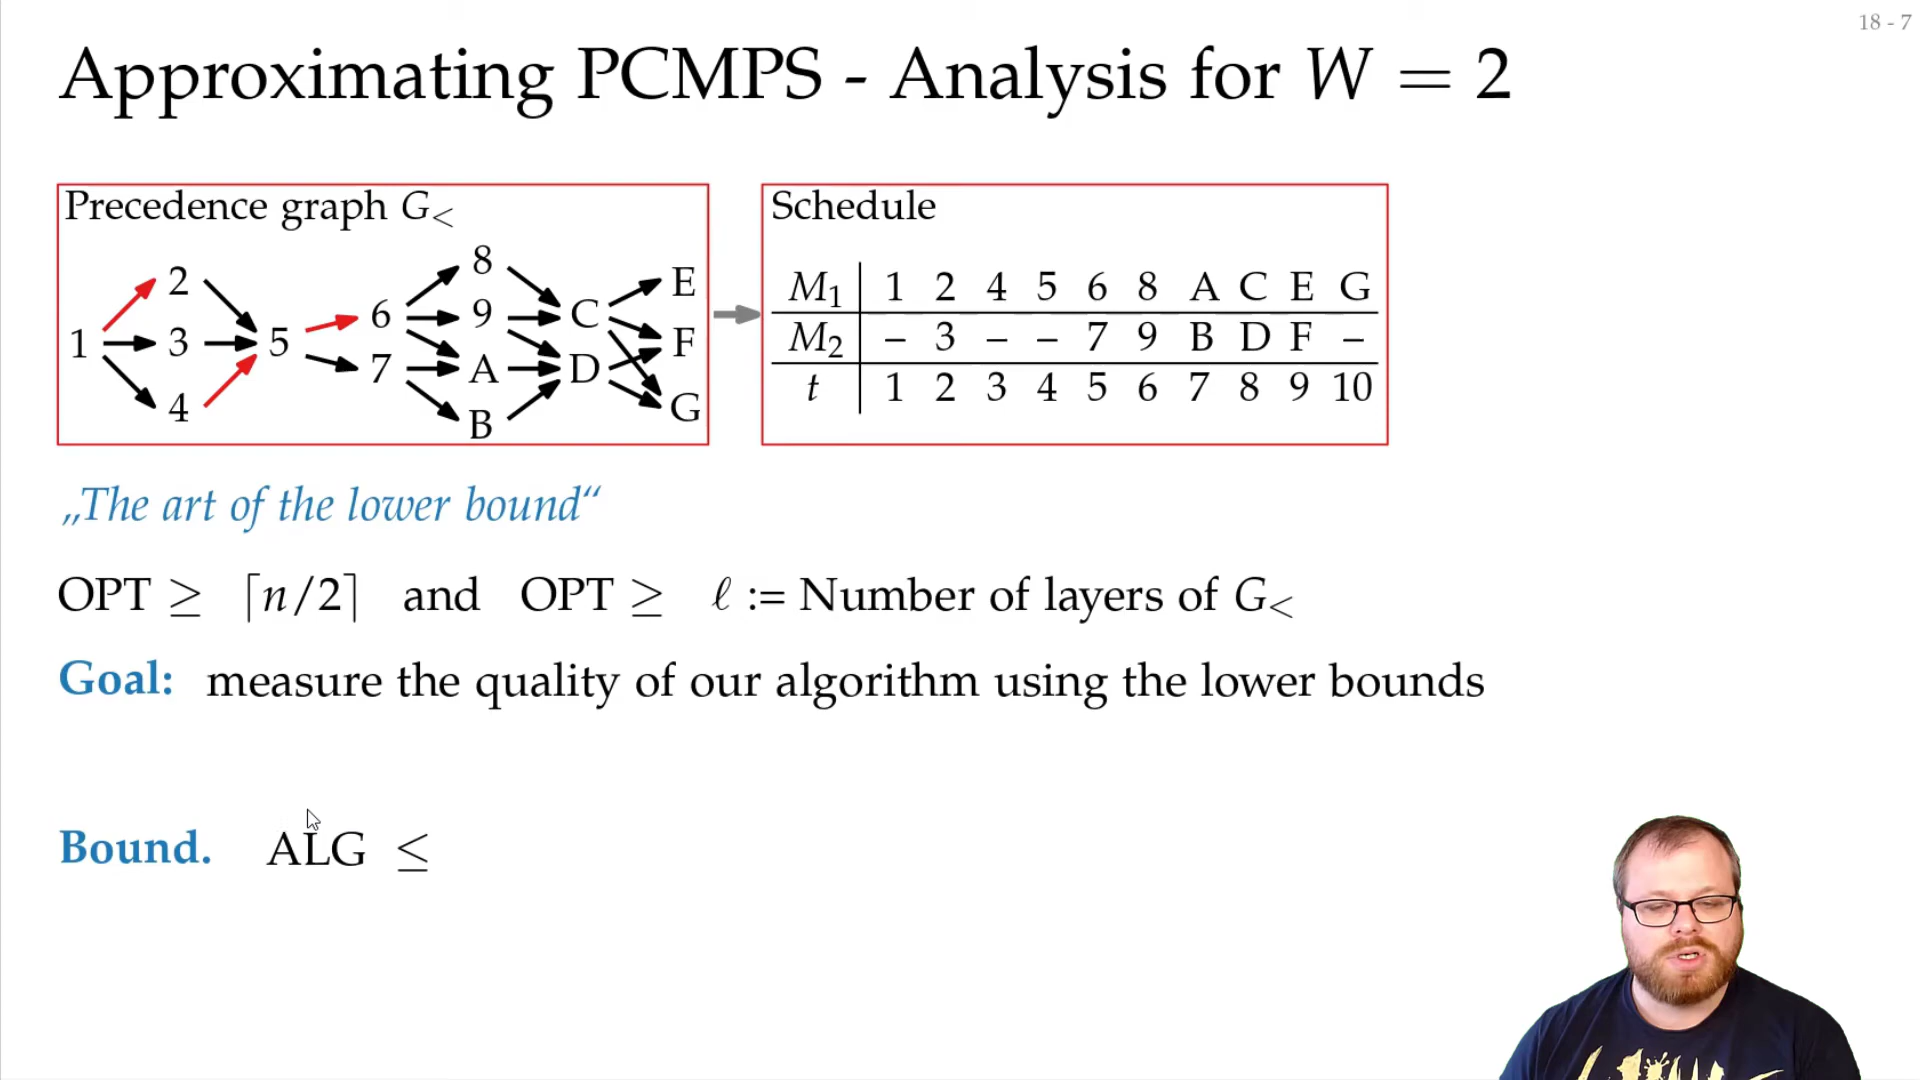 18 - 7
Approximating PCMPS - Analysis for W = 2
Precedence graph G<
1 2 3 4 5 6 7 8 9 A B C D E F G
Schedule
M1 1 2 4 5 6 8 A C E G
M2 – 3 – – 7 9 B D F –
t 1 2 3 4 5 6 7 8 9 10
„The art of the lower bound“
OPT ≥ ⌈n/2⌉ and OPT ≥ ℓ := Number of layers of G<
Goal: measure the quality of our algorithm using the lower bounds
Bound. ALG ≤